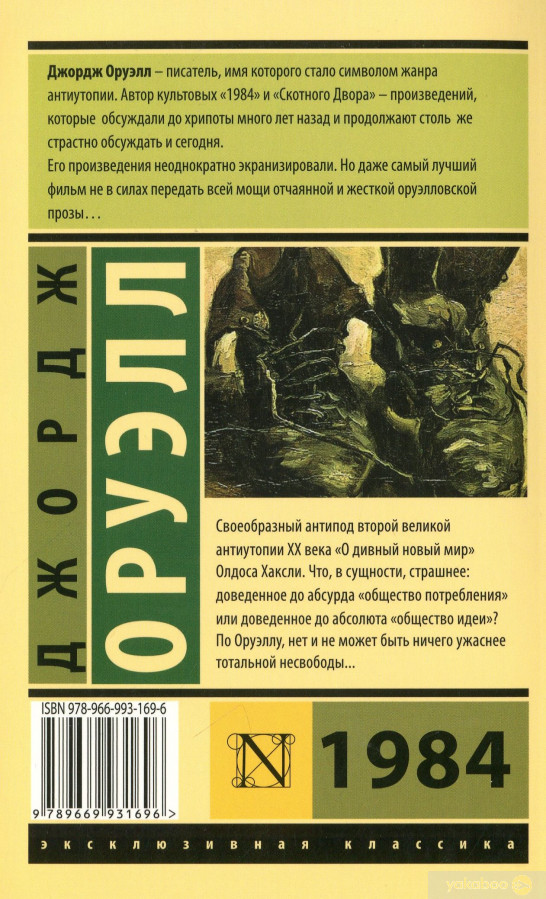 Джордж Оруэлл – писатель, имя которого стало символом жанра
антиутопии. Автор культовых «1984» и «Скотного Двора» – произведений,
которые обсуждали до хрипоты много лет назад и продолжают столь же
страстно обсуждать и сегодня.
Его произведения неоднократно экранизировали. Но даже самый лучший
фильм не в силах передать всей мощи отчаянной и жесткой оруэлловской
прозы…
ДЖОРДЖ
ОРУЭЛЛ
Своеобразный антипод второй великой
антиутопии XX века «О дивный новый мир»
Олдоса Хаксли. Что, в сущности, страшнее:
доведенное до абсурда «общество потребления»
или доведенное до абсолюта «общество идеи»?
По Оруэллу, нет и не может быть ничего ужаснее
тотальной несвободы...
ISBN 978-966-993-169-6
9 789669 931696 >
N
1984
эксклюзивная классика
yakaboo